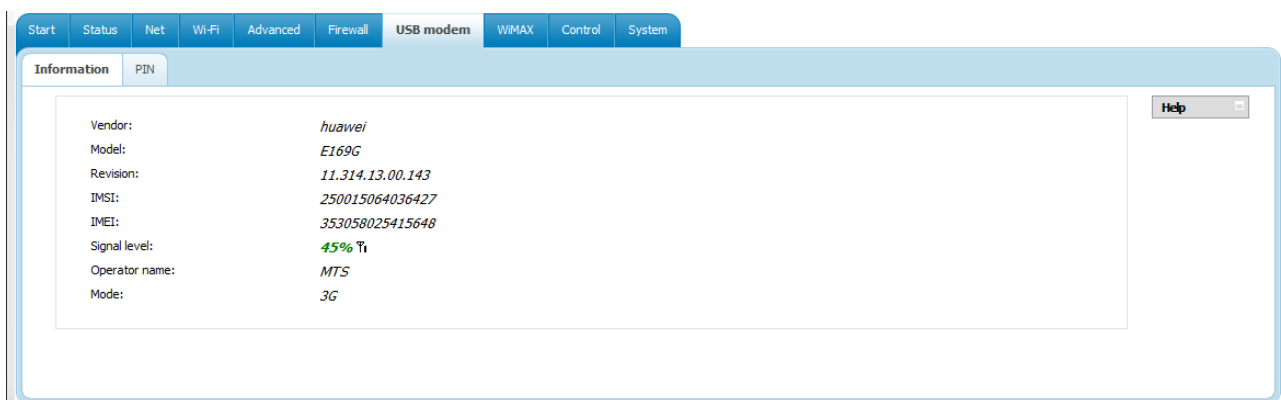 Start Status Net Wi-Fi Advanced Firewall USB modem WiMAX Control System
Information PIN
Help
Vendor: huawei
Model: E169G
Revision: 11.314.13.00.143
IMSI: 250015064036427
IMEI: 353058025415648
Signal level: 45%
Operator name: MTS
Mode: 3G